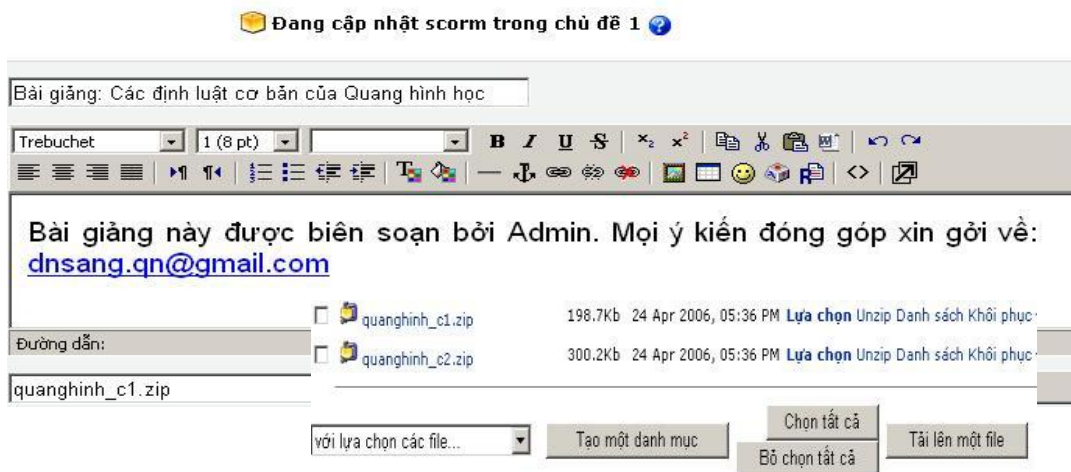 Đang cập nhật scorm trong chủ đề 1
Bài giảng: Các định luật cơ bản của Quang hình học
Trebuchet 1 (8 pt) B I U S x₂ x²
Bài giảng này được biên soạn bởi Admin. Mọi ý kiến đóng góp xin gởi về:
dnsang.qn@gmail.com
quanghinh_c1.zip 198.7Kb 24 Apr 2006, 05:36 PM Lựa chọn Unzip Danh sách Khôi phục
Đường dẫn:
quanghinh_c2.zip 300.2Kb 24 Apr 2006, 05:36 PM Lựa chọn Unzip Danh sách Khôi phục
quanghinh_c1.zip
với lựa chọn các file... Tạo một danh mục Chọn tất cả Tải lên một file
Bỏ chọn tất cả